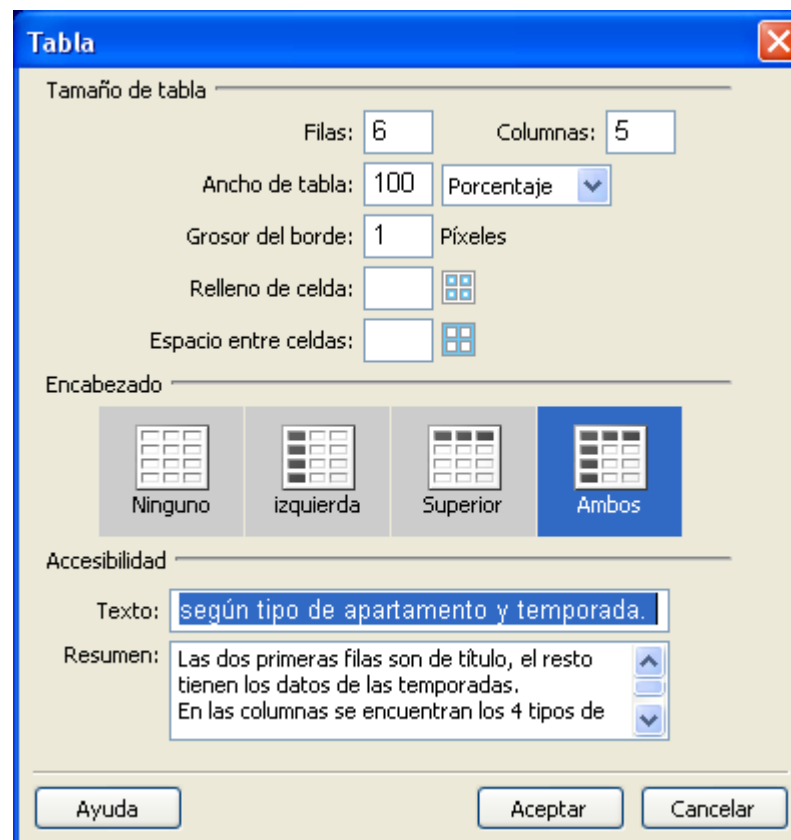 Tabla
Tamaño de tabla
Filas: 6 Columnas: 5
Ancho de tabla: 100 Porcentaje
Grosor del borde: 1 Píxeles
Relleno de celda:
Espacio entre celdas:
Encabezado
Ninguno izquierda Superior Ambos
Accesibilidad
Texto: según tipo de apartamento y temporada.
Resumen: Las dos primeras filas son de título, el resto
tienen los datos de las temporadas.
En las columnas se encuentran los 4 tipos de
Ayuda Aceptar Cancelar